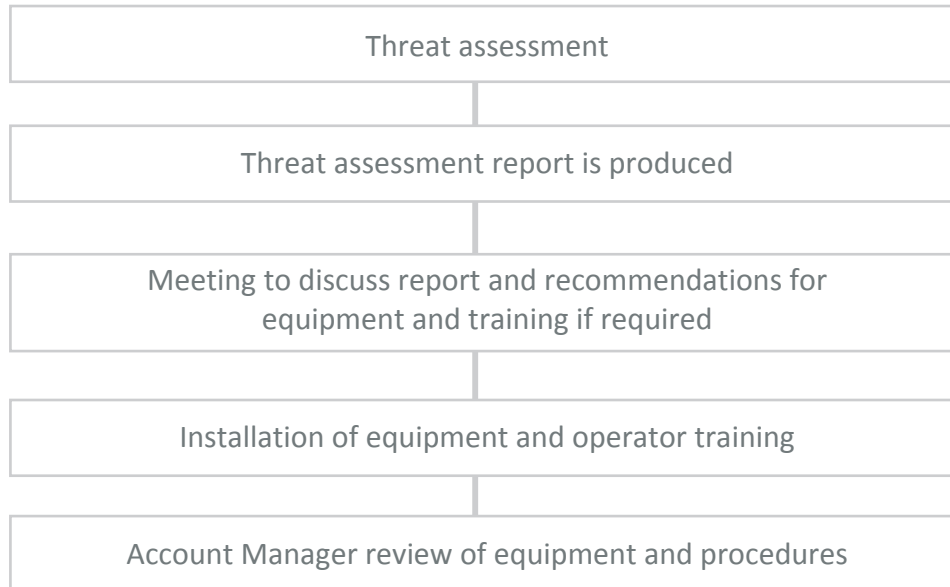 Threat assessment
Threat assessment report is produced
Meeting to discuss report and recommendations for
equipment and training if required
Installation of equipment and operator training
Account Manager review of equipment and procedures